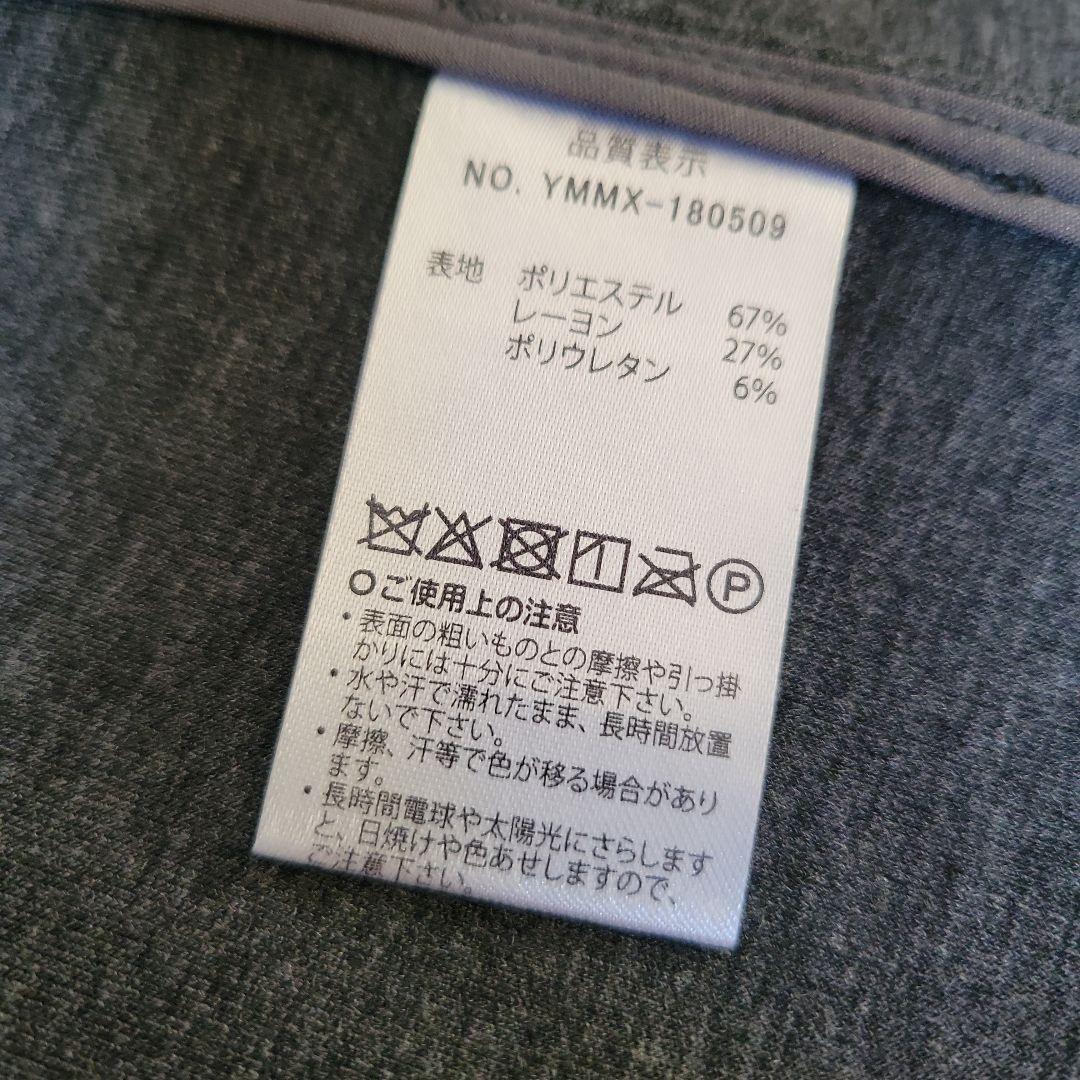 品質表示
NO. YMMX-180509
表地 ポリエステル 67%
レーヨン 27%
ポリウレタン 6%
P
○ご使用上の注意
・表面の粗いものとの摩擦や引っ掛
かりには十分にご注意下さい。
・水や汗で濡れたまま、長時間放置し
ないで下さい。
・摩擦、汗等で色が移る場合があり
ます。
・長時間電球や太陽光にさらします
と、日焼けや色あせしますので、
ご注意下さい。